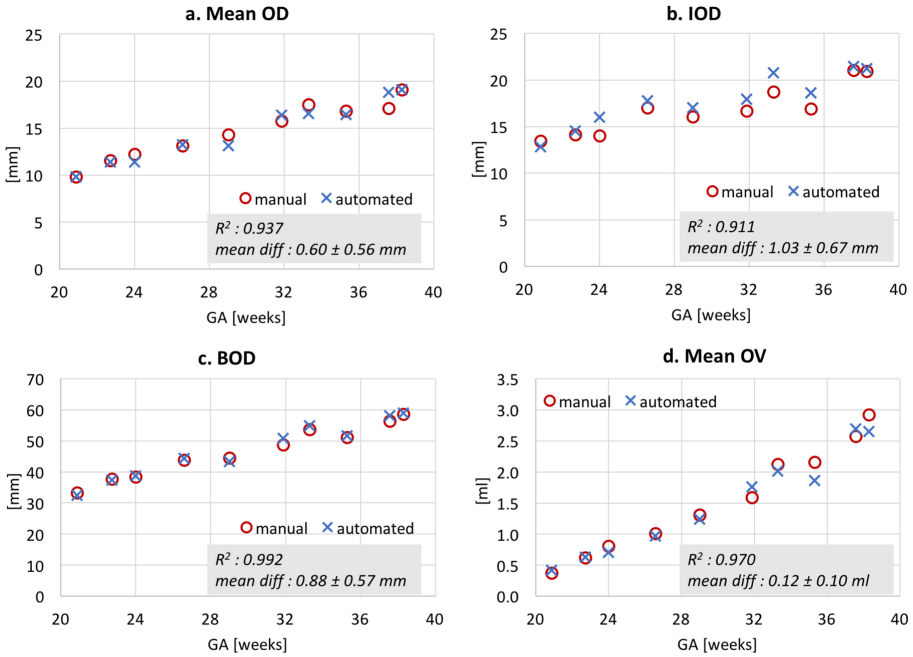 a. Mean OD
25
20
15
10
5
0
[mm]
manual automated
R² : 0.937
mean diff : 0.60 ± 0.56 mm
20 24 28 32 36 40
GA [weeks]
b. IOD
25
20
15
10
5
0
[mm]
manual automated
R² : 0.911
mean diff : 1.03 ± 0.67 mm
20 24 28 32 36 40
GA [weeks]
c. BOD
70
60
50
40
30
20
10
0
[mm]
manual automated
R² : 0.992
mean diff : 0.88 ± 0.57 mm
20 24 28 32 36 40
GA [weeks]
d. Mean OV
3.5
3.0
2.5
2.0
1.5
1.0
0.5
0.0
[ml]
manual automated
R² : 0.970
mean diff : 0.12 ± 0.10 ml
20 24 28 32 36 40
GA [weeks]